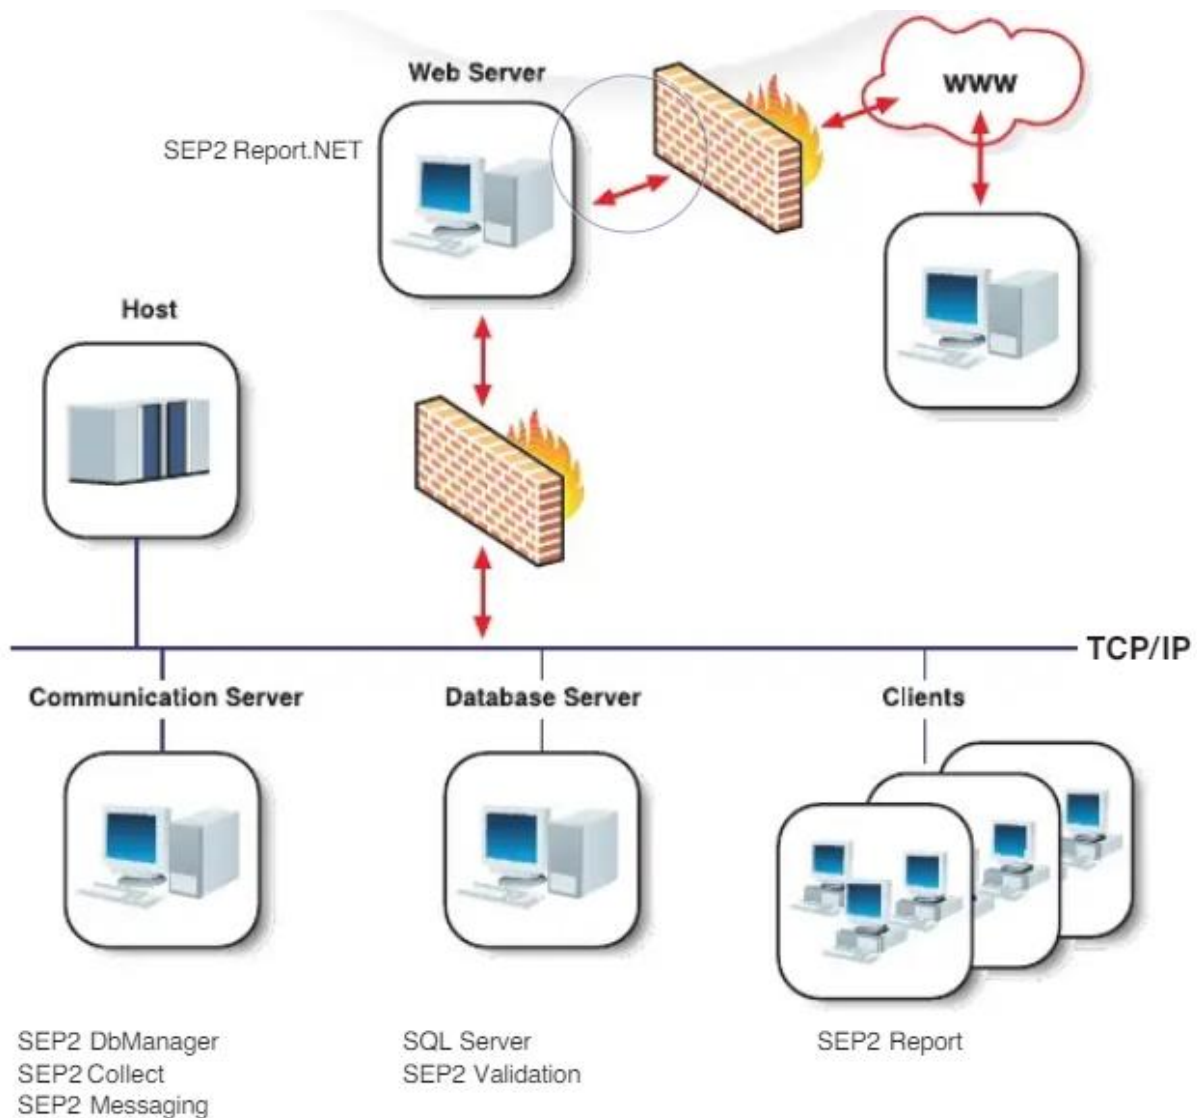 Web Server
www
SEP2 Report.NET
Host
TCP/IP
Communication Server
Database Server
Clients
SEP2 DbManager
SEP2 Collect
SEP2 Messaging
SQL Server
SEP2 Validation
SEP2 Report